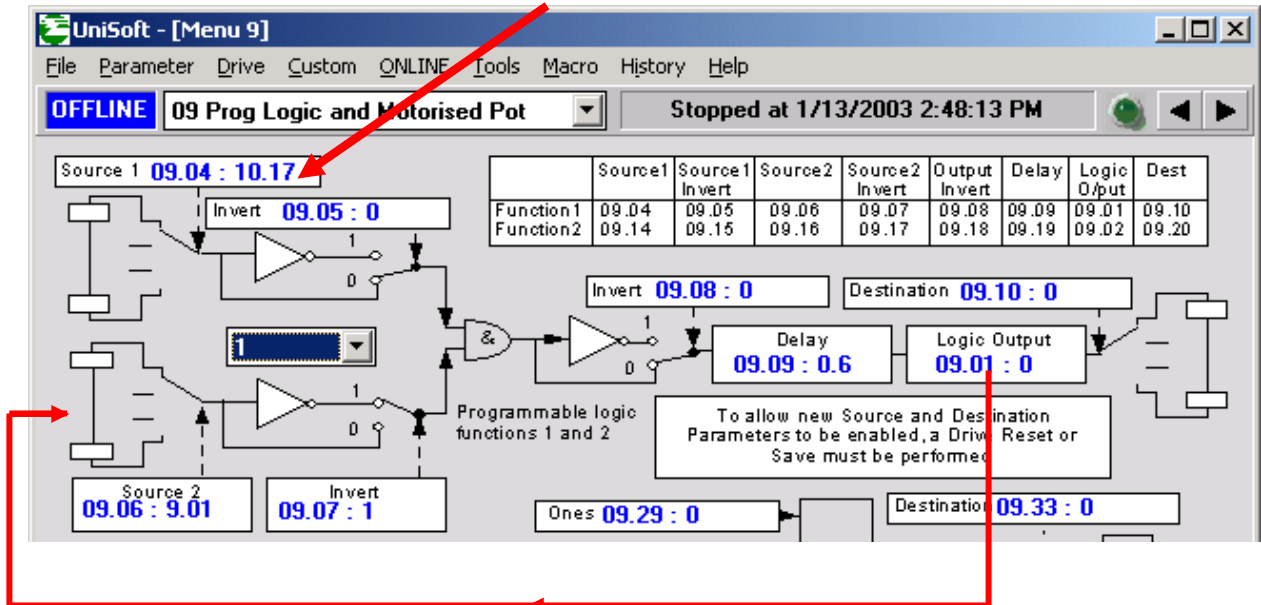 UniSoft - [Menu 9]
File Parameter Drive Custom ONLINE Tools Macro History Help
OFFLINE 09 Prog Logic and Motorised Pot Stopped at 1/13/2003 2:48:13 PM
Source 1 09.04 : 10.17
Invert 09.05 : 0
Source1 Source1 Invert Source2 Source2 Invert Output Invert Delay Logic O/put Dest
Function1 09.04 09.05 09.06 09.07 09.08 09.09 09.01 09.10
Function2 09.14 09.15 09.16 09.17 09.18 09.19 09.02 09.20
1
0
Invert 09.08 : 0
Destination 09.10 : 0
1
&
1
0
Delay
09.09 : 0.6
Logic Output
09.01 : 0
1
0
Programmable logic
functions 1 and 2
To allow new Source and Destination
Parameters to be enabled, a Drive Reset or
Save must be performed
Source 2
09.06 : 9.01
Invert
09.07 : 1
Ones 09.29 : 0
Destination 09.33 : 0